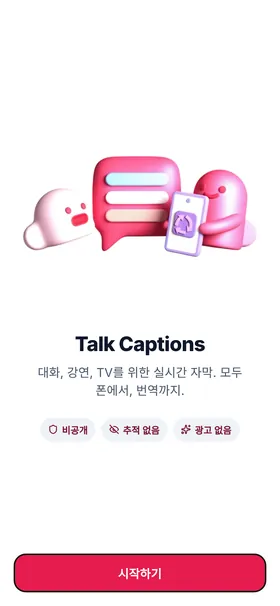 Talk Captions
대화, 강연, TV를 위한 실시간 자막. 모두
폰에서, 번역까지.
비공개
추적 없음
광고 없음
시작하기